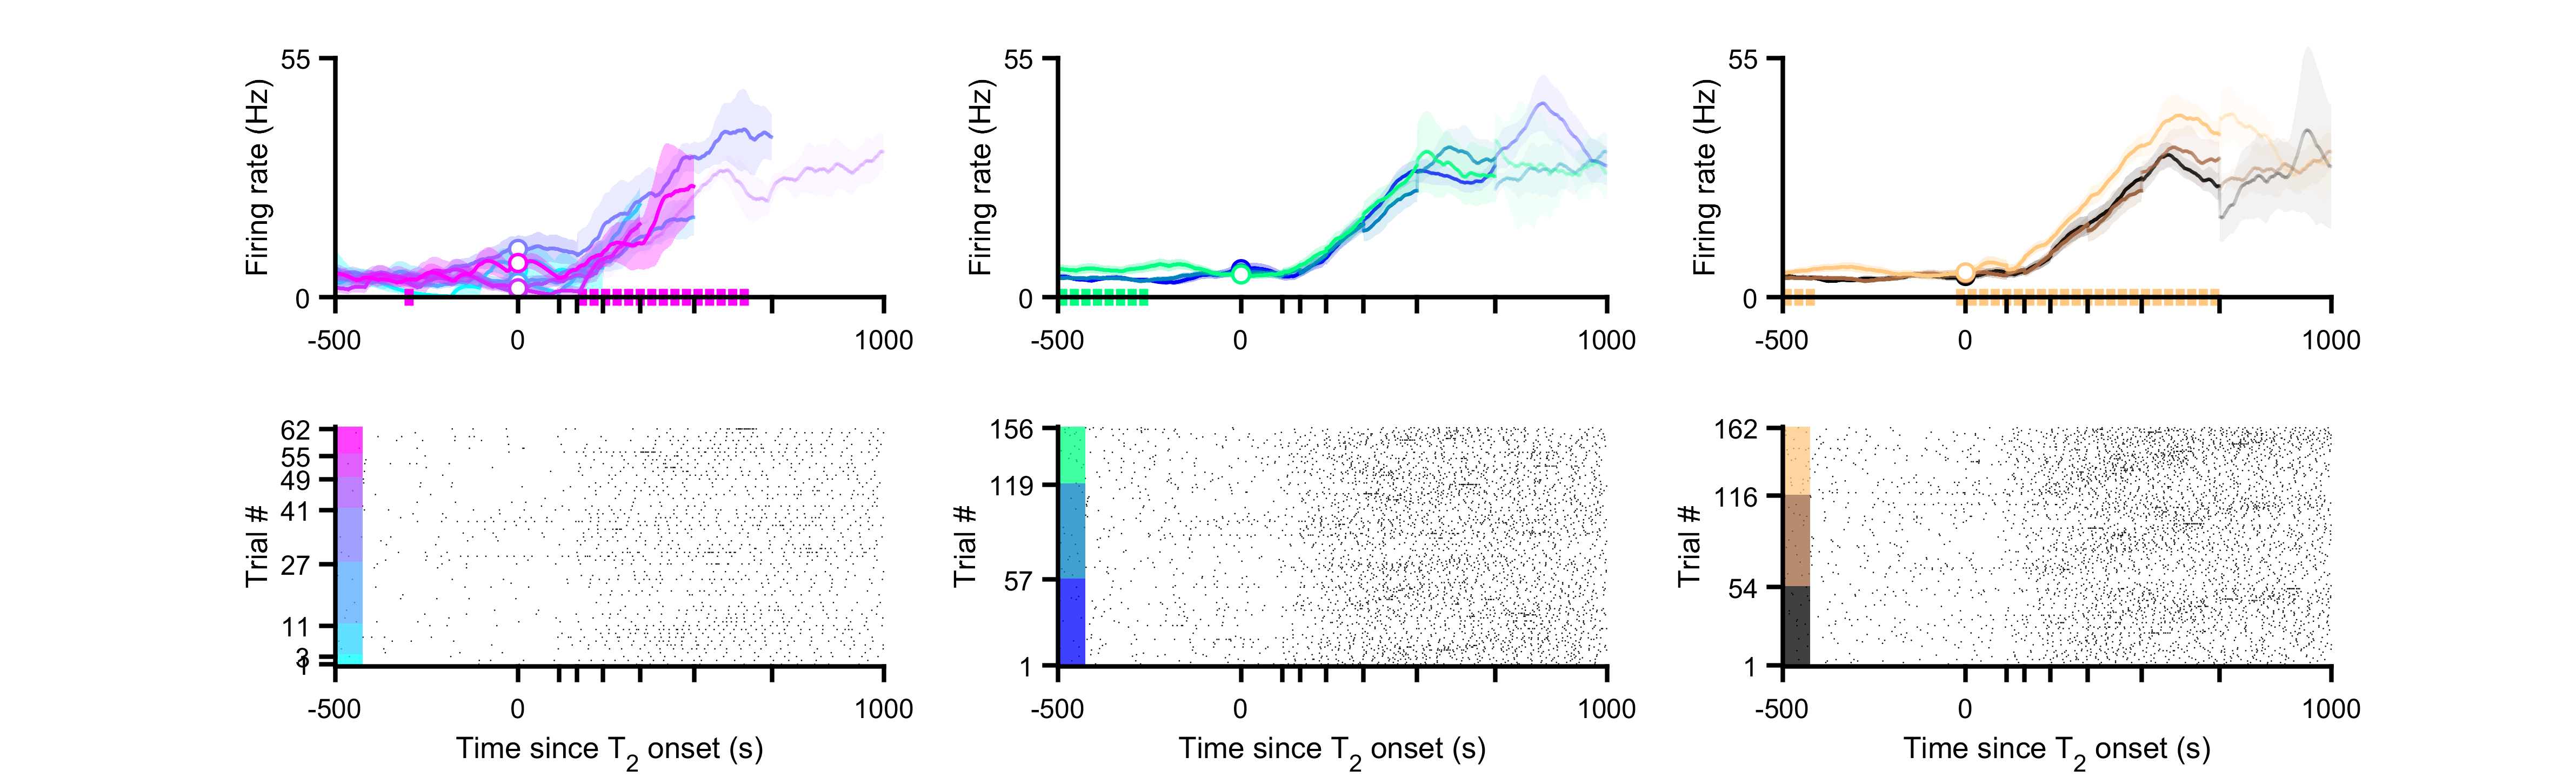 55
Firing rate (Hz)
0
-500 0 1000
55
Firing rate (Hz)
0
-500 0 1000
55
Firing rate (Hz)
0
-500 0 1000
62
55
49
41
27
11
3
1
Trial #
-500 0 1000
Time since T2 onset (s)
156
119
57
1
Trial #
-500 0 1000
Time since T2 onset (s)
162
116
54
1
Trial #
-500 0 1000
Time since T2 onset (s)